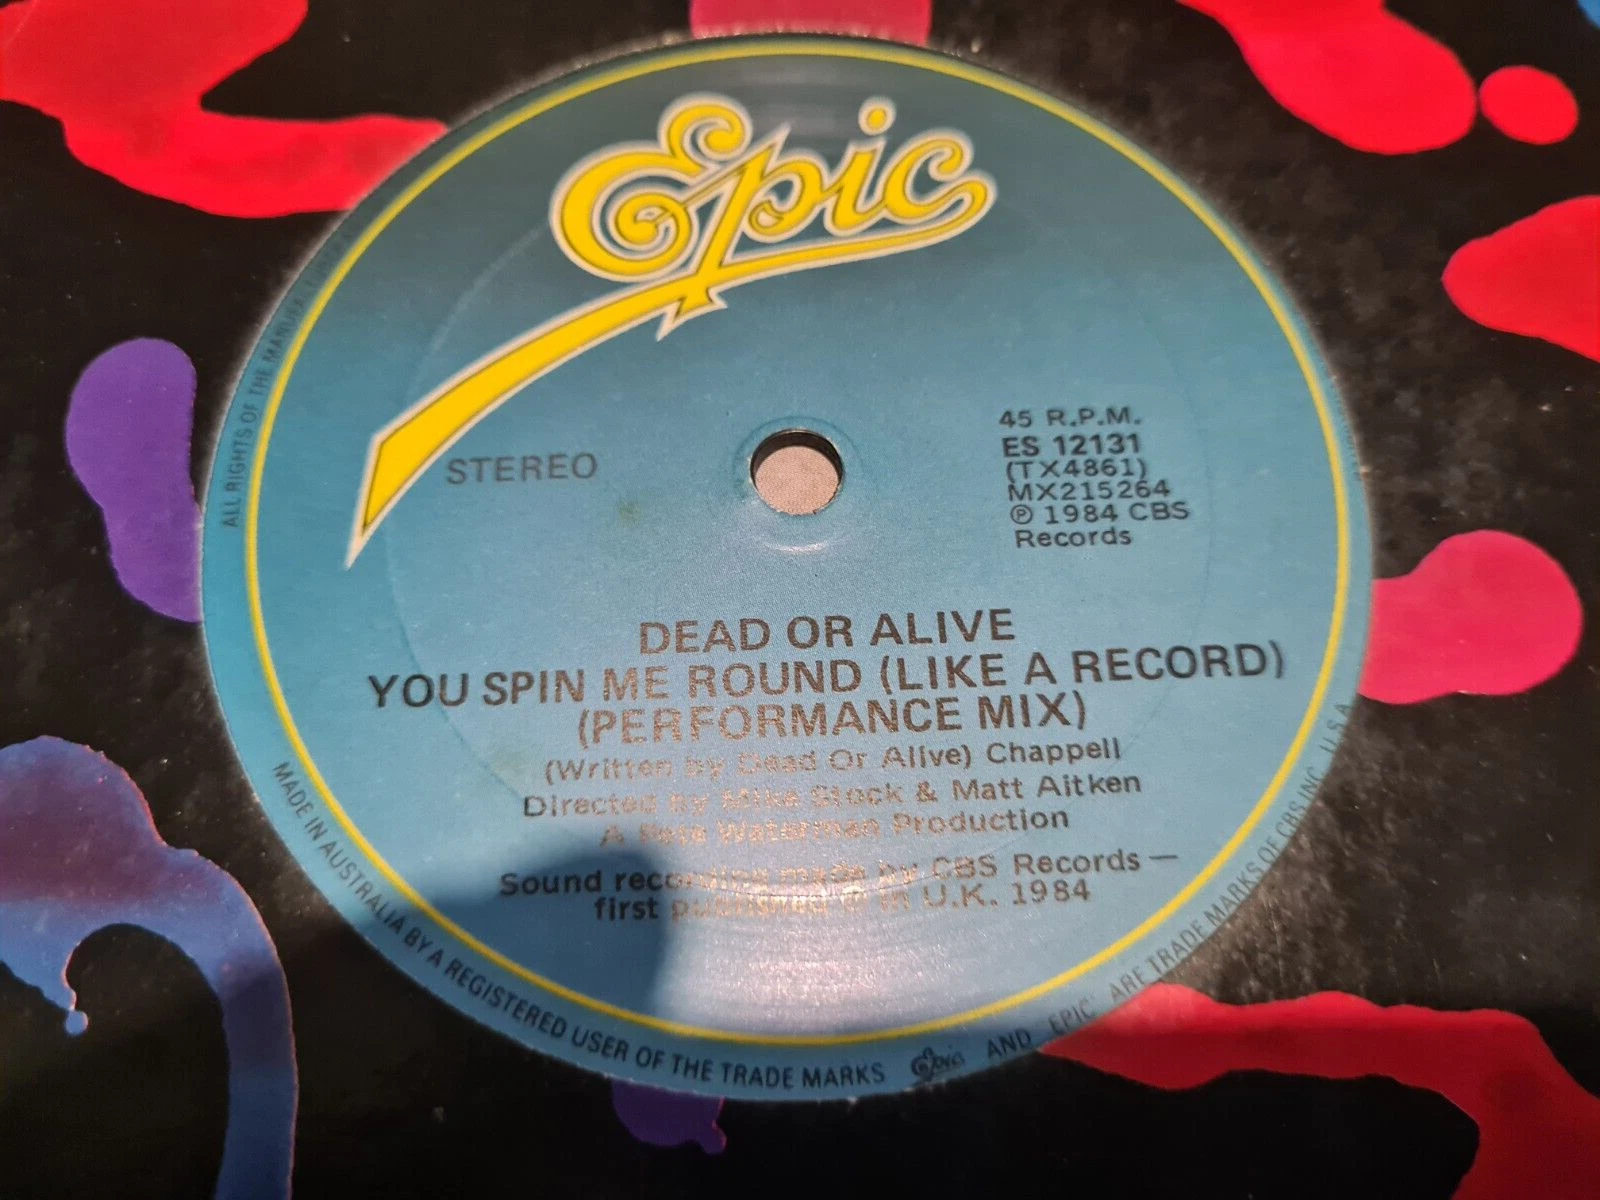 Epic
STEREO
45 R.P.M.
ES 12131
(TX4861)
MX215264
Ⓟ 1984 CBS
Records
DEAD OR ALIVE
YOU SPIN ME ROUND (LIKE A RECORD)
(PERFORMANCE MIX)
(Written by Dead Or Alive) Chappell
Directed by Mike Stock & Matt Aitken
A Pete Waterman Production
Sound recording made by CBS Records —
first published in U.K. 1984
MADE IN AUSTRALIA BY A REGISTERED USER OF THE TRADE MARKS Epic AND EPIC ARE TRADE MARKS OF CBS INC. U.S.A.
ALL RIGHTS OF THE